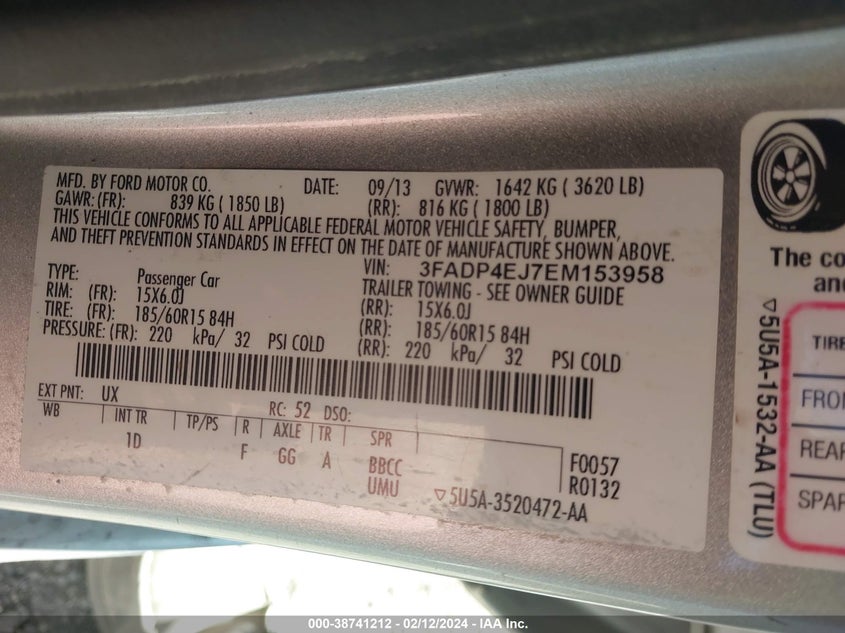 MFD. BY FORD MOTOR CO. DATE: 09/13 GVWR: 1642 KG ( 3620 LB)
GAWR: (FR): 839 KG ( 1850 LB) (RR): 816 KG ( 1800 LB)
THIS VEHICLE CONFORMS TO ALL APPLICABLE FEDERAL MOTOR VEHICLE SAFETY, BUMPER,
AND THEFT PREVENTION STANDARDS IN EFFECT ON THE DATE OF MANUFACTURE SHOWN ABOVE.
VIN: 3FADP4EJ7EM153958
TYPE: Passenger Car TRAILER TOWING - SEE OWNER GUIDE
RIM: (FR): 15X6.0J (RR): 15X6.0J
TIRE: (FR): 185/60R15 84H (RR): 185/60R15 84H
PRESSURE: (FR): 220 kPa/ 32 PSI COLD (RR): 220 kPa/ 32 PSI COLD
EXT PNT: UX RC: 52 DSO:
WB INT TR TP/PS R AXLE TR SPR
1D F GG A BBCC F0057
UMU R0132
▽5U5A-3520472-AA
The co
an
▽5U5A-1532-AA (TLU)
TIRE
FRO
REAR
SPAR
000-38741212 - 02/12/2024 - IAA Inc.